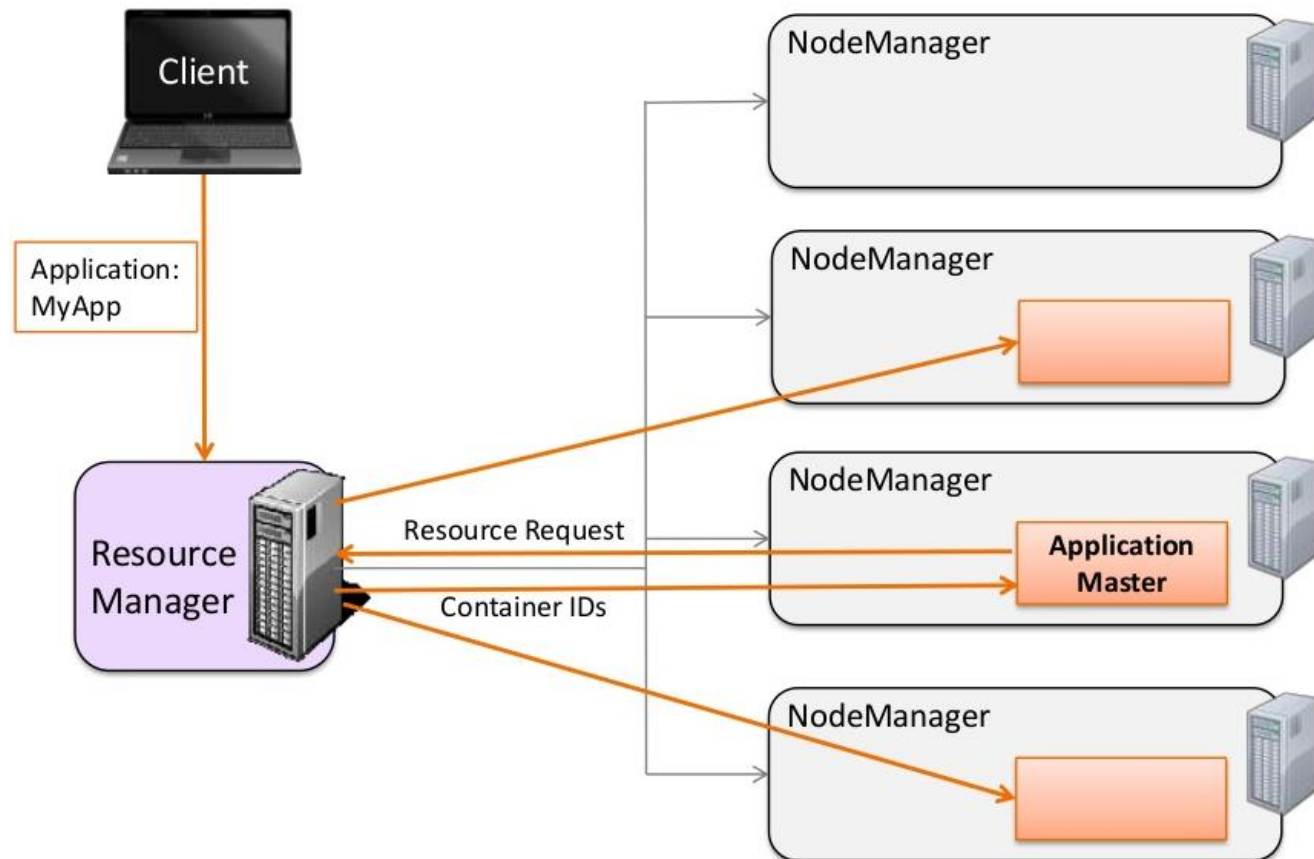 Client
NodeManager
Application:
MyApp
NodeManager
NodeManager
Resource
Manager
Resource Request
Application
Master
Container IDs
NodeManager